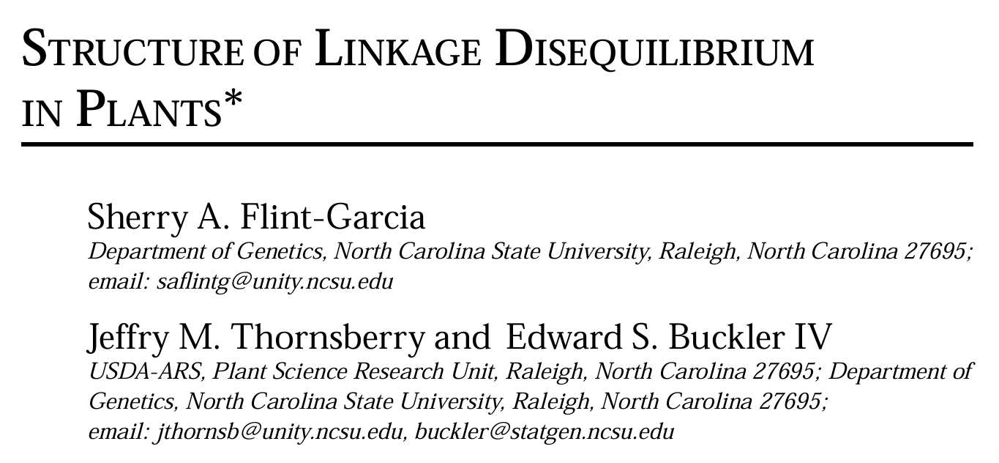 STRUCTURE OF LINKAGE DISEQUILIBRIUM
IN PLANTS*
Sherry A. Flint-Garcia
Department of Genetics, North Carolina State University, Raleigh, North Carolina 27695;
email: saflintg@unity.ncsu.edu
Jeffry M. Thornsberry and Edward S. Buckler IV
USDA-ARS, Plant Science Research Unit, Raleigh, North Carolina 27695; Department of
Genetics, North Carolina State University, Raleigh, North Carolina 27695;
email: jthornsb@unity.ncsu.edu, buckler@statgen.ncsu.edu